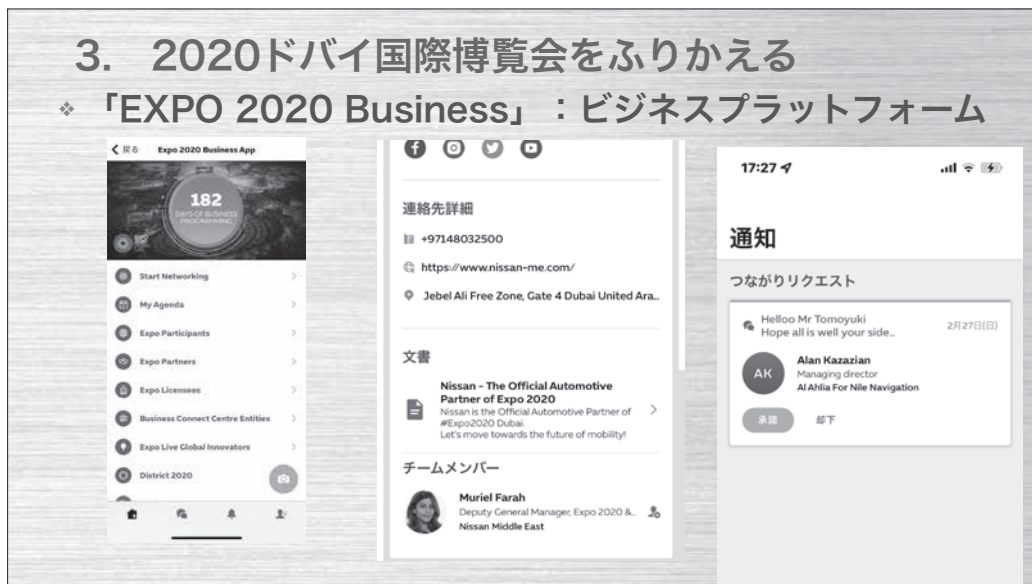 3. 2020ドバイ国際博覧会をふりかえる
「EXPO 2020 Business」：ビジネスプラットフォーム
戻る Expo 2020 Business App
182
DAYS OF BUSINESS
PROGRAMMING
Start Networking
My Agenda
Expo Participants
Expo Partners
Expo Licensees
Business Connect Centre Entities
Expo Live Global Innovators
District 2020
連絡先詳細
+97148032500
https://www.nissan-me.com/
Jebel Ali Free Zone, Gate 4 Dubai United Ara...
文書
Nissan - The Official Automotive
Partner of Expo 2020
Nissan is the Official Automotive Partner of
#Expo2020 Dubai.
Let's move towards the future of mobility!
チームメンバー
Muriel Farah
Deputy General Manager, Expo 2020 &...
Nissan Middle East
17:27
通知
つながりリクエスト
Helloo Mr Tomoyuki
Hope all is well your side...
2月27日(日)
AK
Alan Kazazian
Managing director
Al Ahlia For Nile Navigation
承諾 却下